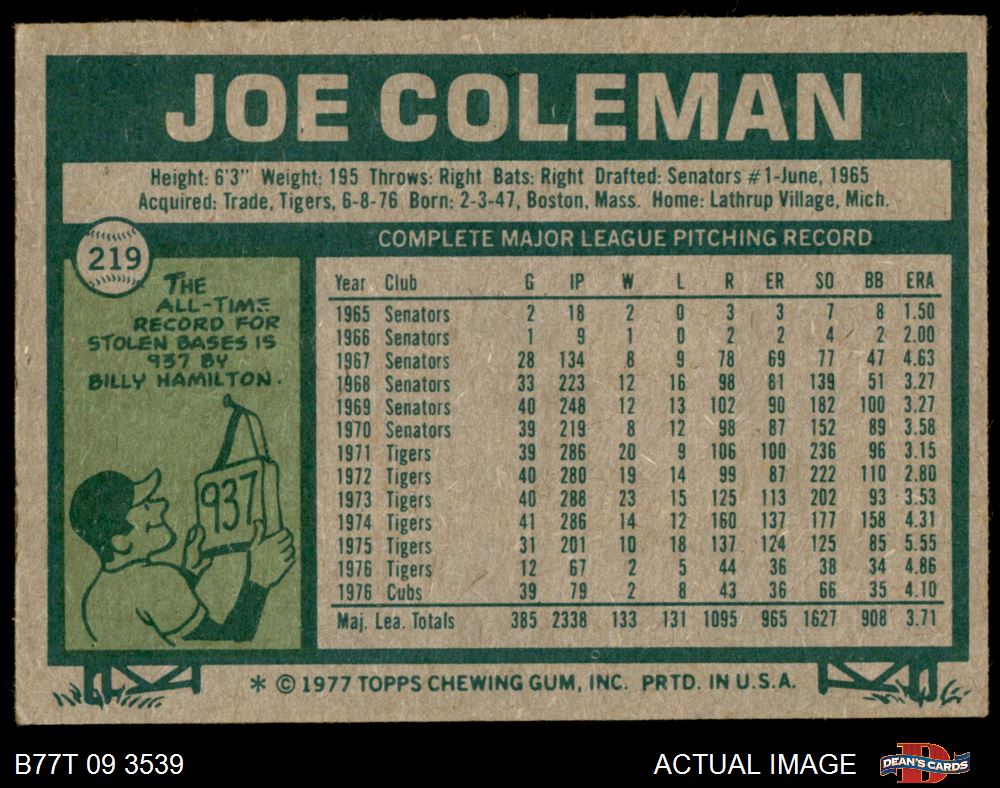 JOE COLEMAN
Height: 6'3" Weight: 195 Throws: Right Bats: Right Drafted: Senators #1-June, 1965
Acquired: Trade, Tigers, 6-8-76 Born: 2-3-47, Boston, Mass. Home: Lathrup Village, Mich.
219
THE
ALL-TIME
RECORD FOR
STOLEN BASES IS
937 BY
BILLY HAMILTON.
937
COMPLETE MAJOR LEAGUE PITCHING RECORD
Year Club G IP W L R ER SO BB ERA
1965 Senators 2 18 2 0 3 3 7 8 1.50
1966 Senators 1 9 1 0 2 2 4 2 2.00
1967 Senators 28 134 8 9 78 69 77 47 4.63
1968 Senators 33 223 12 16 98 81 139 51 3.27
1969 Senators 40 248 12 13 102 90 182 100 3.27
1970 Senators 39 219 8 12 98 87 152 89 3.58
1971 Tigers 39 286 20 9 106 100 236 96 3.15
1972 Tigers 40 280 19 14 99 87 222 110 2.80
1973 Tigers 40 288 23 15 125 113 202 93 3.53
1974 Tigers 41 286 14 12 160 137 177 158 4.31
1975 Tigers 31 201 10 18 137 124 125 85 5.55
1976 Tigers 12 67 2 5 44 36 38 34 4.86
1976 Cubs 39 79 2 8 43 36 66 35 4.10
Maj. Lea. Totals 385 2338 133 131 1095 965 1627 908 3.71
* © 1977 TOPPS CHEWING GUM, INC. PRTD. IN U.S.A.
B77T 09 3539
ACTUAL IMAGE
D
DEAN'S CARDS